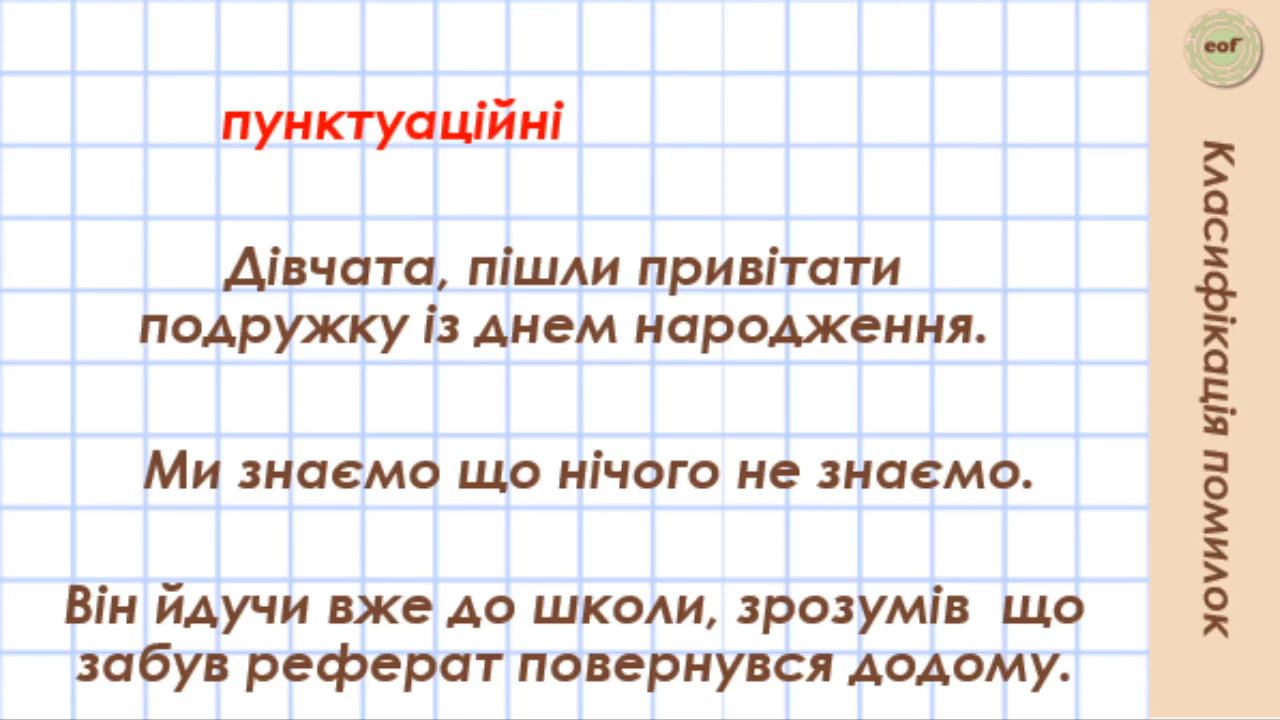 пунктуаційні
Дівчата, пішли привітати
подружку із днем народження.
Ми знаємо що нічого не знаємо.
Він йдучи вже до школи, зрозумів що
забув реферат повернувся додому.
eof
Класифікація помилок